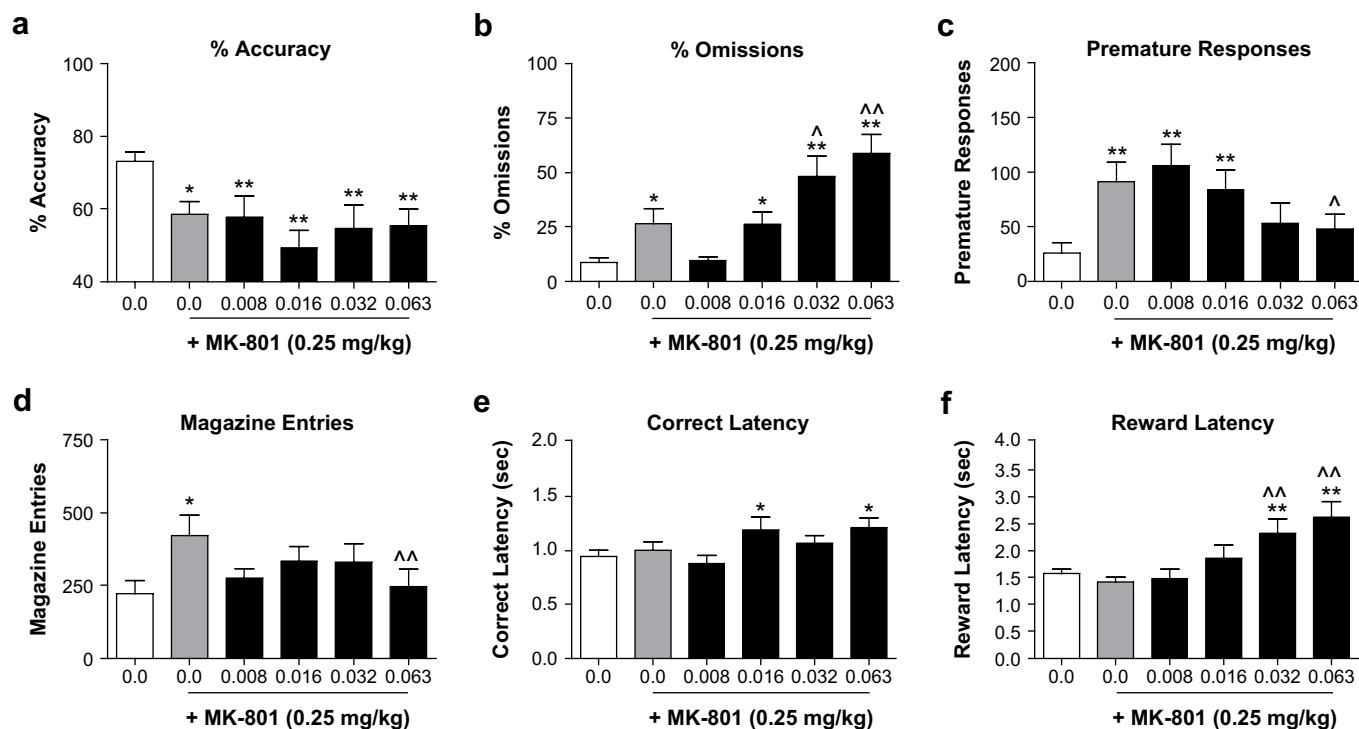 a
% Accuracy
% Accuracy
100
80
60
40
* ** ** ** **
0.0 0.0 0.008 0.016 0.032 0.063
+ MK-801 (0.25 mg/kg)
b
% Omissions
% Omissions
100
75
50
25
0
* * ^ ** ^^ **
0.0 0.0 0.008 0.016 0.032 0.063
+ MK-801 (0.25 mg/kg)
c
Premature Responses
Premature Responses
200
150
100
50
0
** ** ** ^
0.0 0.0 0.008 0.016 0.032 0.063
+ MK-801 (0.25 mg/kg)
d
Magazine Entries
Magazine Entries
750
500
250
0
* ^^
0.0 0.0 0.008 0.016 0.032 0.063
+ MK-801 (0.25 mg/kg)
e
Correct Latency
Correct Latency (sec)
2.0
1.5
1.0
0.5
0.0
* *
0.0 0.0 0.008 0.016 0.032 0.063
+ MK-801 (0.25 mg/kg)
f
Reward Latency
Reward Latency (sec)
4.0
3.5
3.0
2.5
2.0
1.5
1.0
0.5
0.0
^^ ** ^^ **
0.0 0.0 0.008 0.016 0.032 0.063
+ MK-801 (0.25 mg/kg)